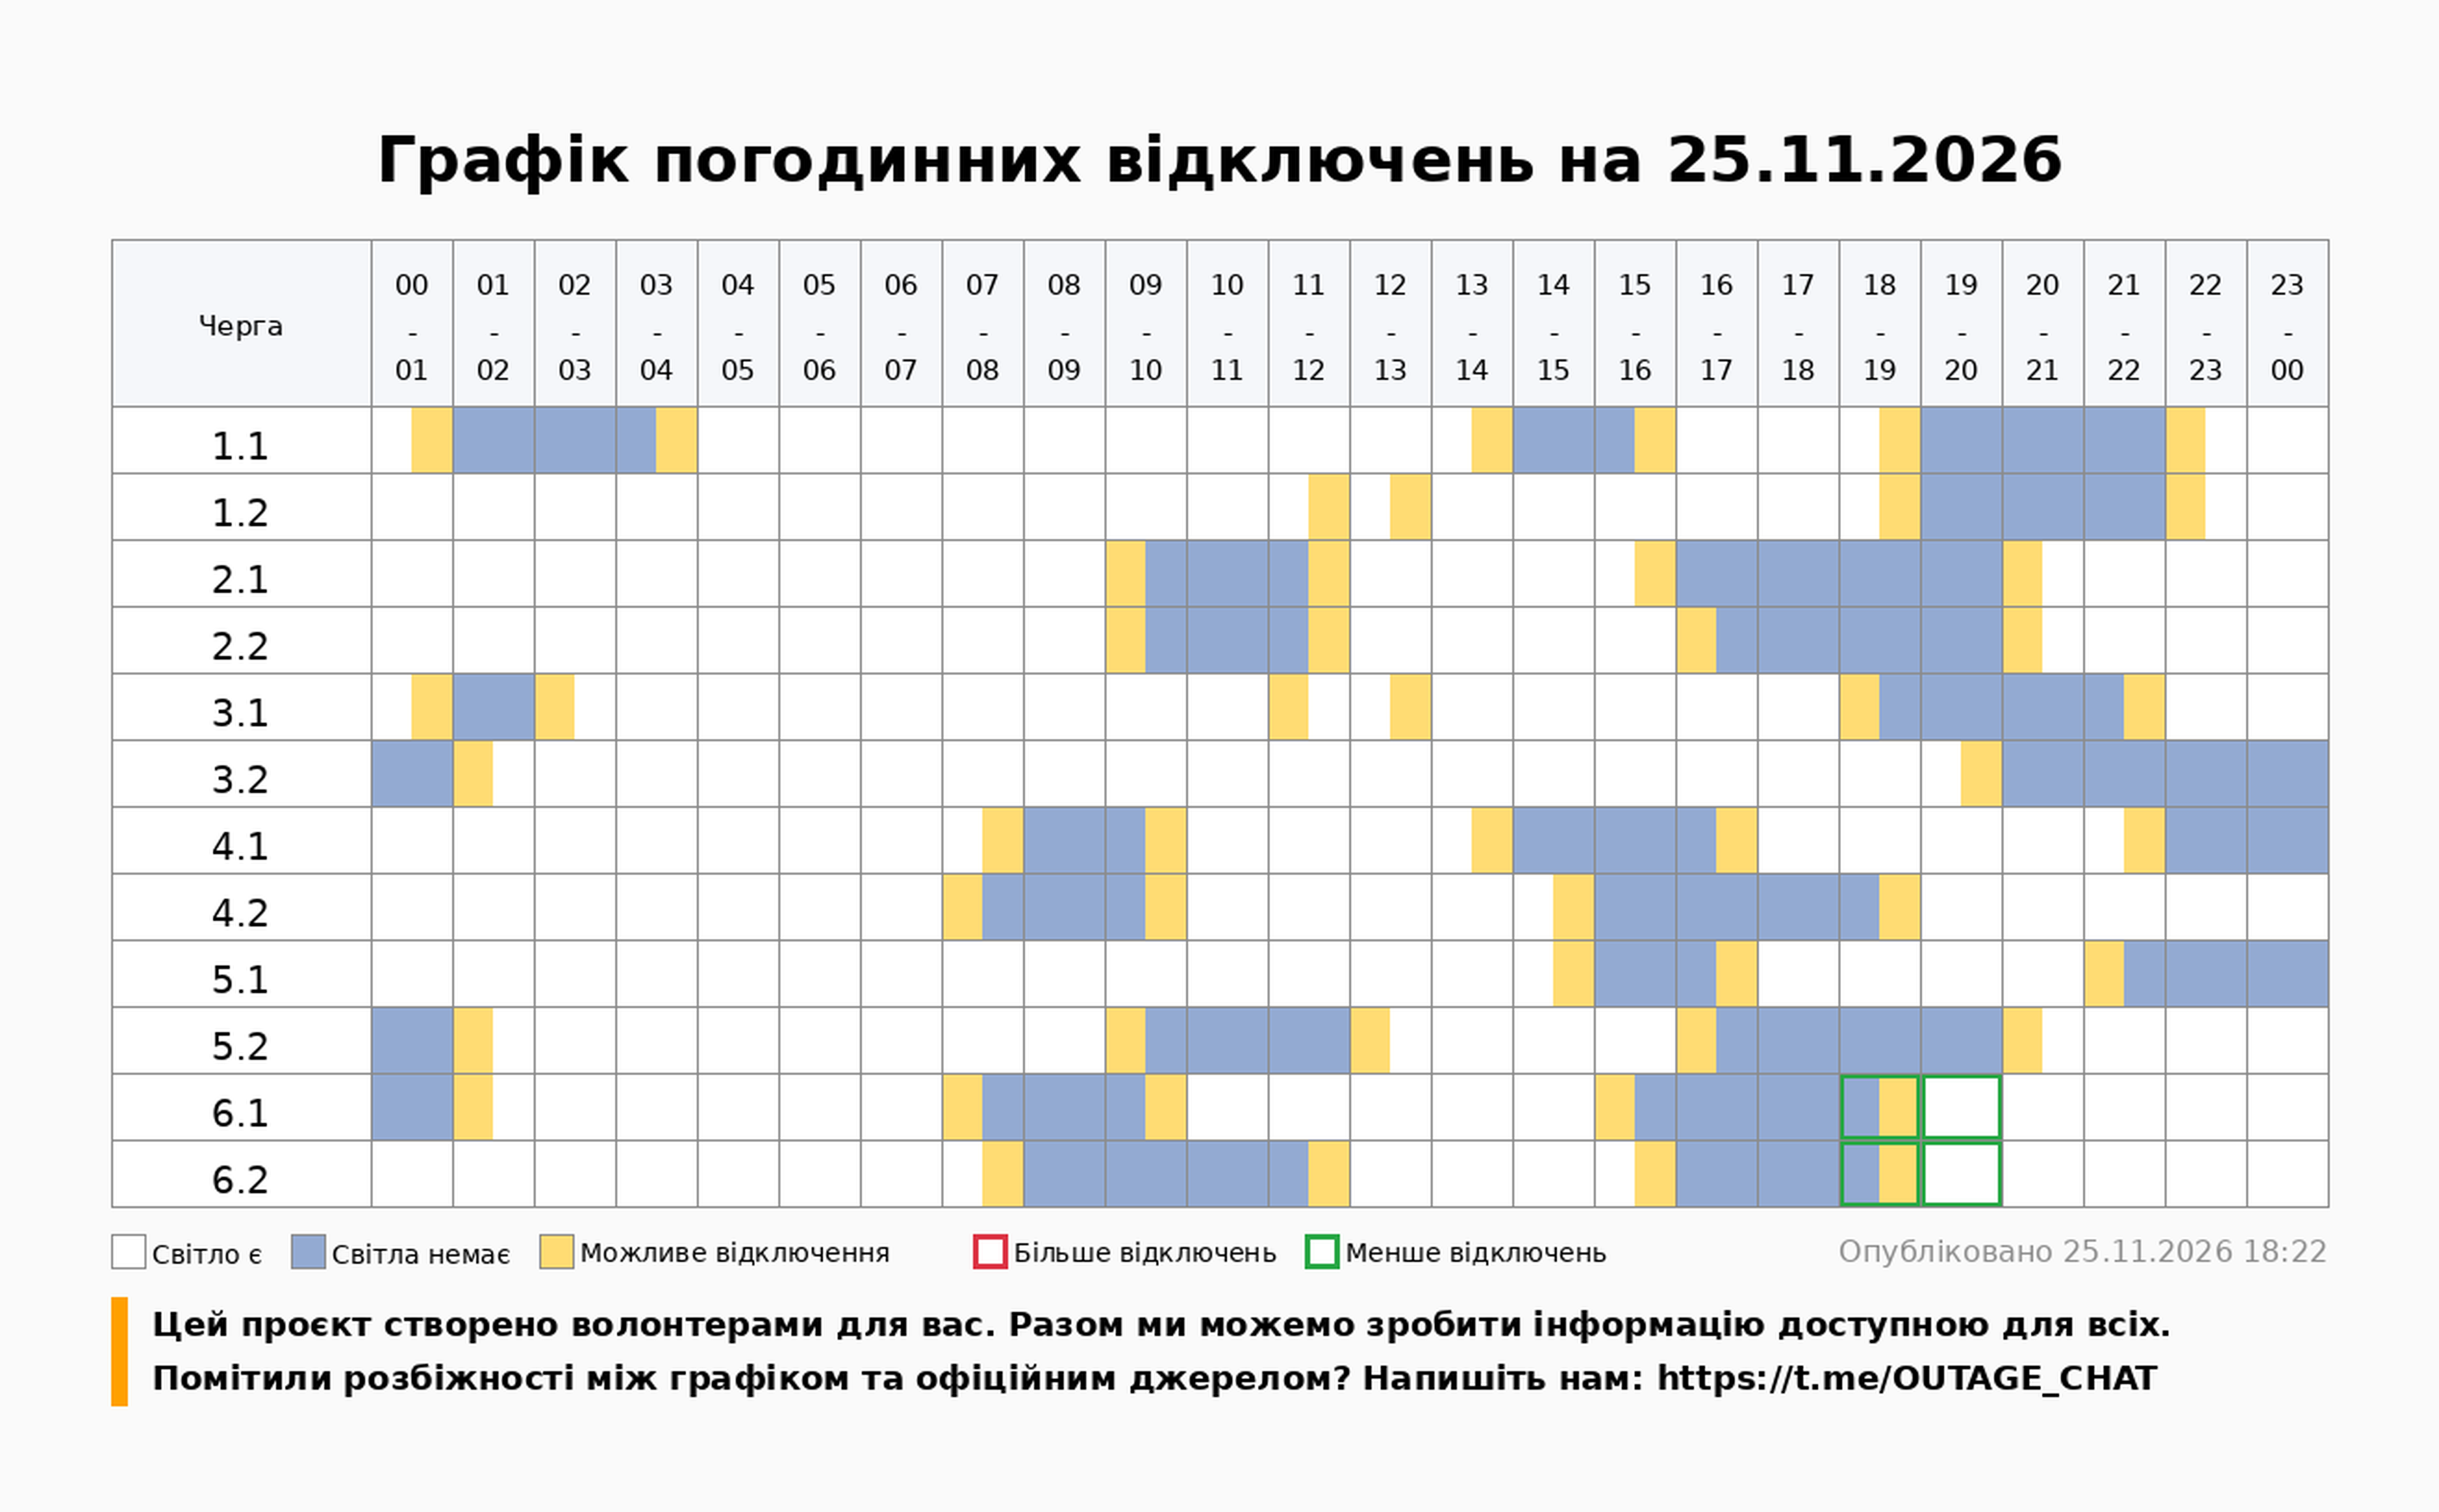 Графік погодинних відключень на 25.11.2026
Черга
00 - 01
01 - 02
02 - 03
03 - 04
04 - 05
05 - 06
06 - 07
07 - 08
08 - 09
09 - 10
10 - 11
11 - 12
12 - 13
13 - 14
14 - 15
15 - 16
16 - 17
17 - 18
18 - 19
19 - 20
20 - 21
21 - 22
22 - 23
23 - 00
1.1
1.2
2.1
2.2
3.1
3.2
4.1
4.2
5.1
5.2
6.1
6.2
Світло є
Світла немає
Можливе відключення
Більше відключень
Менше відключень
Опубліковано 25.11.2026 18:22
Цей проєкт створено волонтерами для вас. Разом ми можемо зробити інформацію доступною для всіх.
Помітили розбіжності між графіком та офіційним джерелом? Напишіть нам: https://t.me/OUTAGE_CHAT